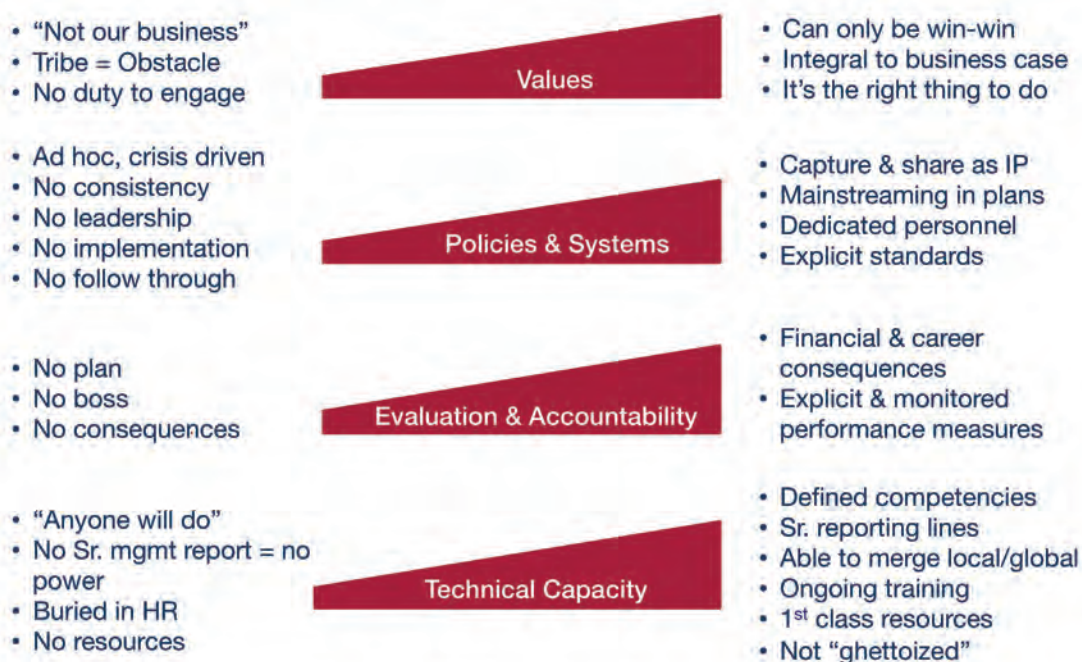 • “Not our business”
• Tribe = Obstacle
• No duty to engage
Values
• Can only be win-win
• Integral to business case
• It’s the right thing to do
• Ad hoc, crisis driven
• No consistency
• No leadership
• No implementation
• No follow through
Policies & Systems
• Capture & share as IP
• Mainstreaming in plans
• Dedicated personnel
• Explicit standards
• No plan
• No boss
• No consequences
Evaluation & Accountability
• Financial & career
consequences
• Explicit & monitored
performance measures
• “Anyone will do”
• No Sr. mgmt report = no
power
• Buried in HR
• No resources
Technical Capacity
• Defined competencies
• Sr. reporting lines
• Able to merge local/global
• Ongoing training
• 1st class resources
• Not “ghettoized”